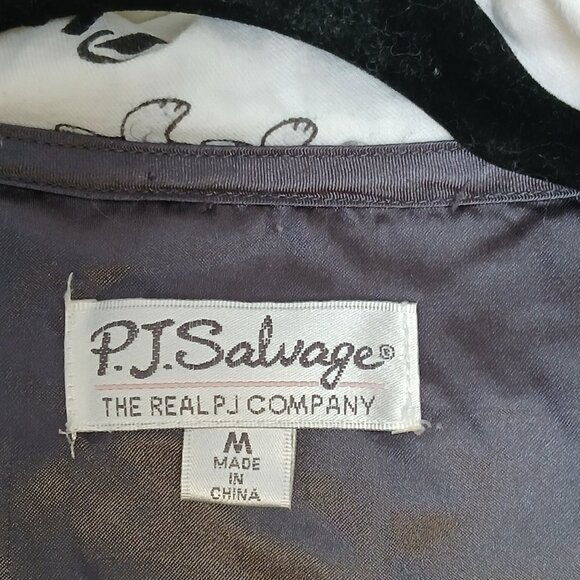 P.J.Salvage®
THE REAL PJ COMPANY
M
MADE
IN
CHINA